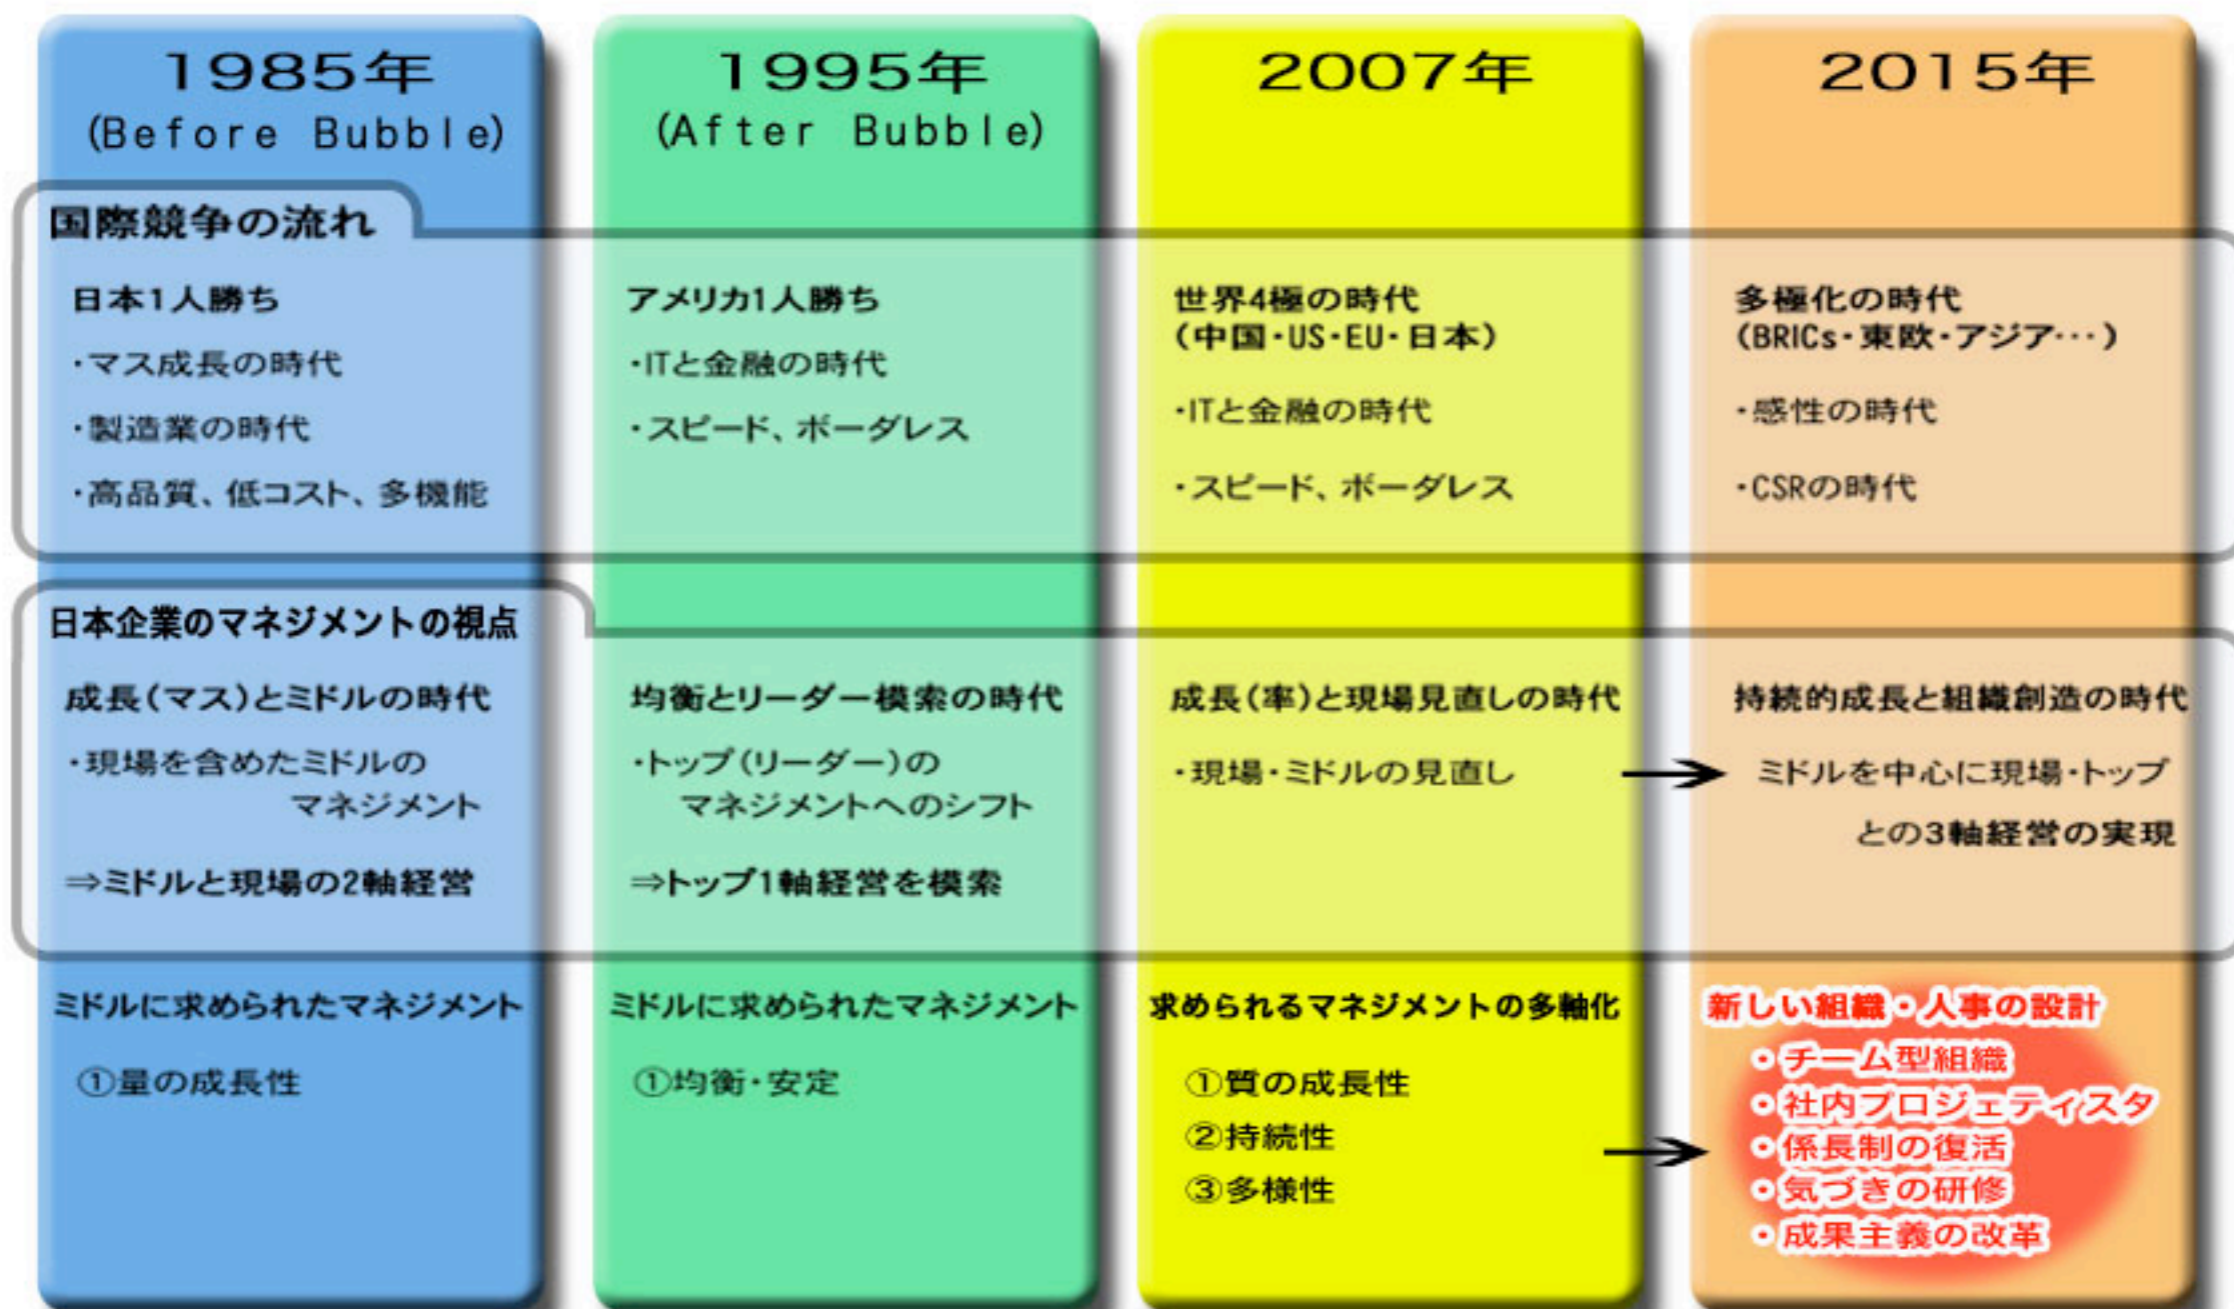 1985年
(Before Bubble)
1995年
(After Bubble)
2007年
2015年
国際競争の流れ
日本1人勝ち
・マス成長の時代
・製造業の時代
・高品質、低コスト、多機能
アメリカ1人勝ち
・ITと金融の時代
・スピード、ボーダレス
世界4極の時代
(中国・US・EU・日本)
・ITと金融の時代
・スピード、ボーダレス
多極化の時代
(BRICs・東欧・アジア・・・)
・感性の時代
・CSRの時代
日本企業のマネジメントの視点
成長(マス)とミドルの時代
・現場を含めたミドルの
マネジメント
⇒ミドルと現場の2軸経営
均衡とリーダー模索の時代
・トップ(リーダー)の
マネジメントへのシフト
⇒トップ1軸経営を模索
成長(率)と現場見直しの時代
・現場・ミドルの見直し
持続的成長と組織創造の時代
ミドルを中心に現場・トップ
との3軸経営の実現
ミドルに求められたマネジメント
①量の成長性
ミドルに求められたマネジメント
①均衡・安定
求められるマネジメントの多軸化
①質の成長性
②持続性
③多様性
新しい組織・人事の設計
・チーム型組織
・社内プロジェティスタ
・係長制の復活
・気づきの研修
・成果主義の改革